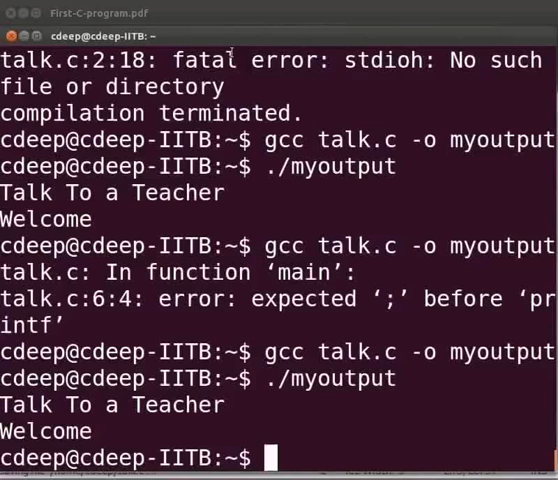 First-C-program.pdf
cdeep@cdeep-IITB: ~
talk.c:2:18: fatal error: stdioh: No such
file or directory
compilation terminated.
cdeep@cdeep-IITB:~$ gcc talk.c -o myoutput
cdeep@cdeep-IITB:~$ ./myoutput
Talk To a Teacher
Welcome
cdeep@cdeep-IITB:~$ gcc talk.c -o myoutput
talk.c: In function ‘main’:
talk.c:6:4: error: expected ‘;’ before ‘pr
intf’
cdeep@cdeep-IITB:~$ gcc talk.c -o myoutput
cdeep@cdeep-IITB:~$ ./myoutput
Talk To a Teacher
Welcome
cdeep@cdeep-IITB:~$